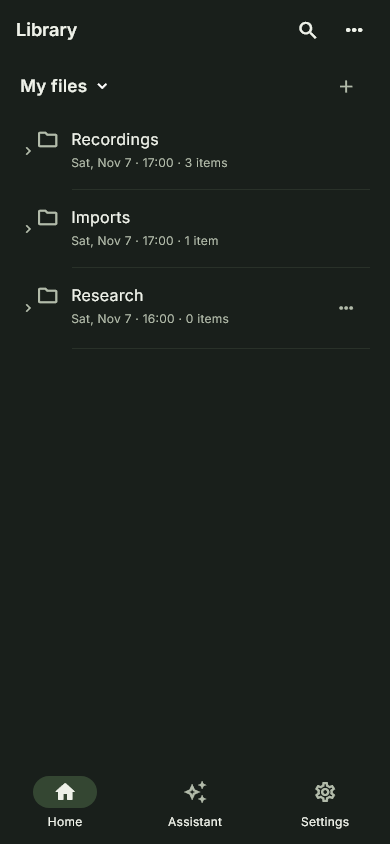 Library
My files
Recordings
Sat, Nov 7 · 17:00 · 3 items
Imports
Sat, Nov 7 · 17:00 · 1 item
Research
Sat, Nov 7 · 16:00 · 0 items
Home
Assistant
Settings